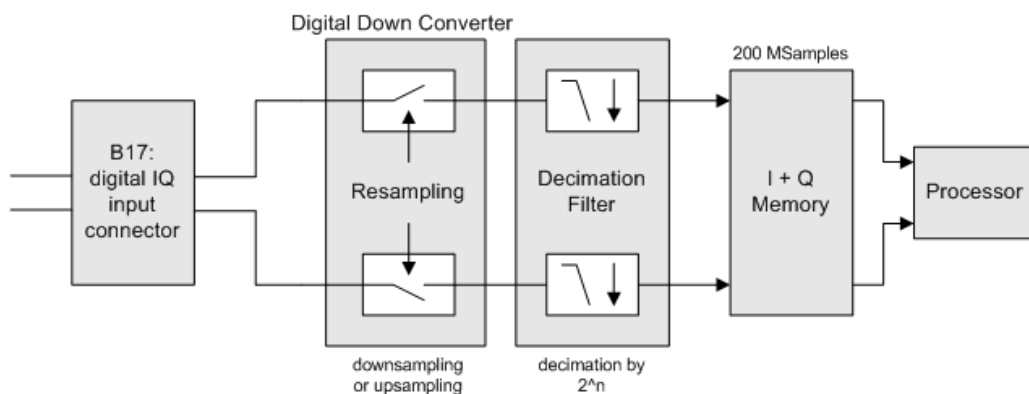 Digital Down Converter
200 MSamples
B17:
digital IQ
input
connector
Resampling
Decimation
Filter
I + Q
Memory
Processor
downsampling
or upsampling
decimation by
2^n